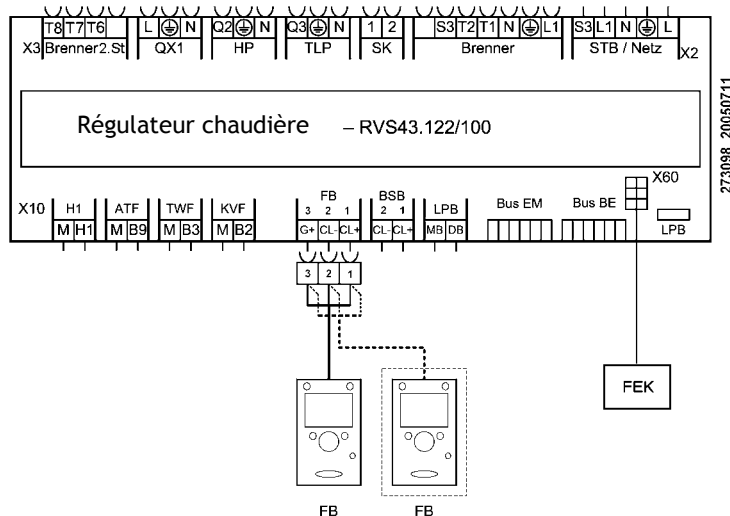 T8 T7 T6 L N Q2 N Q3 N 1 2 S3 T2 T1 N L1 S3 L1 N L
X3 Brenner2.St QX1 HP TLP SK Brenner STB / Netz X2
Régulateur chaudière – RVS43.122/100
273098_20050711
X60
X10 H1 ATF TWF KVF FB BSB LPB Bus EM Bus BE
3 2 1 2 1
M H1 M B9 M B3 M B2 G+ CL- CL+ CL- CL+ MB DB LPB
3 2 1
FEK
FB FB